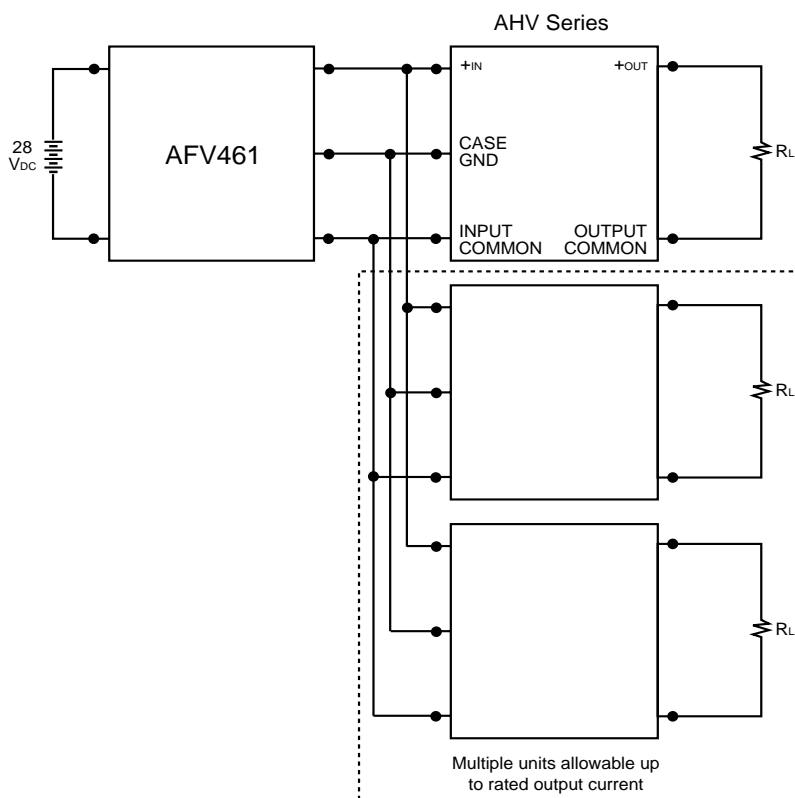 AHV Series
28
VDC
AFV461
+IN
+OUT
CASE
GND
INPUT
COMMON
OUTPUT
COMMON
RL
RL
RL
Multiple units allowable up
to rated output current